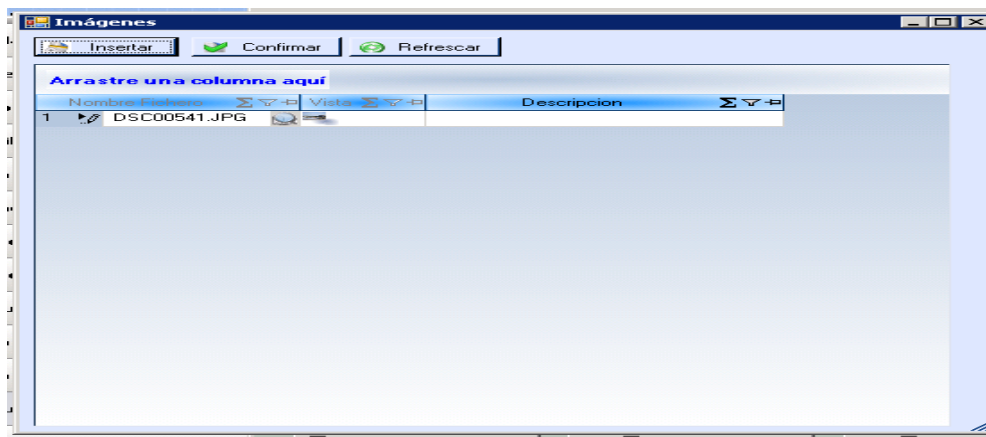 Imágenes
Insertar Confirmar Refrescar
Arrastre una columna aquí
Nombre Fichero Vista Descripcion
1 DSC00541.JPG